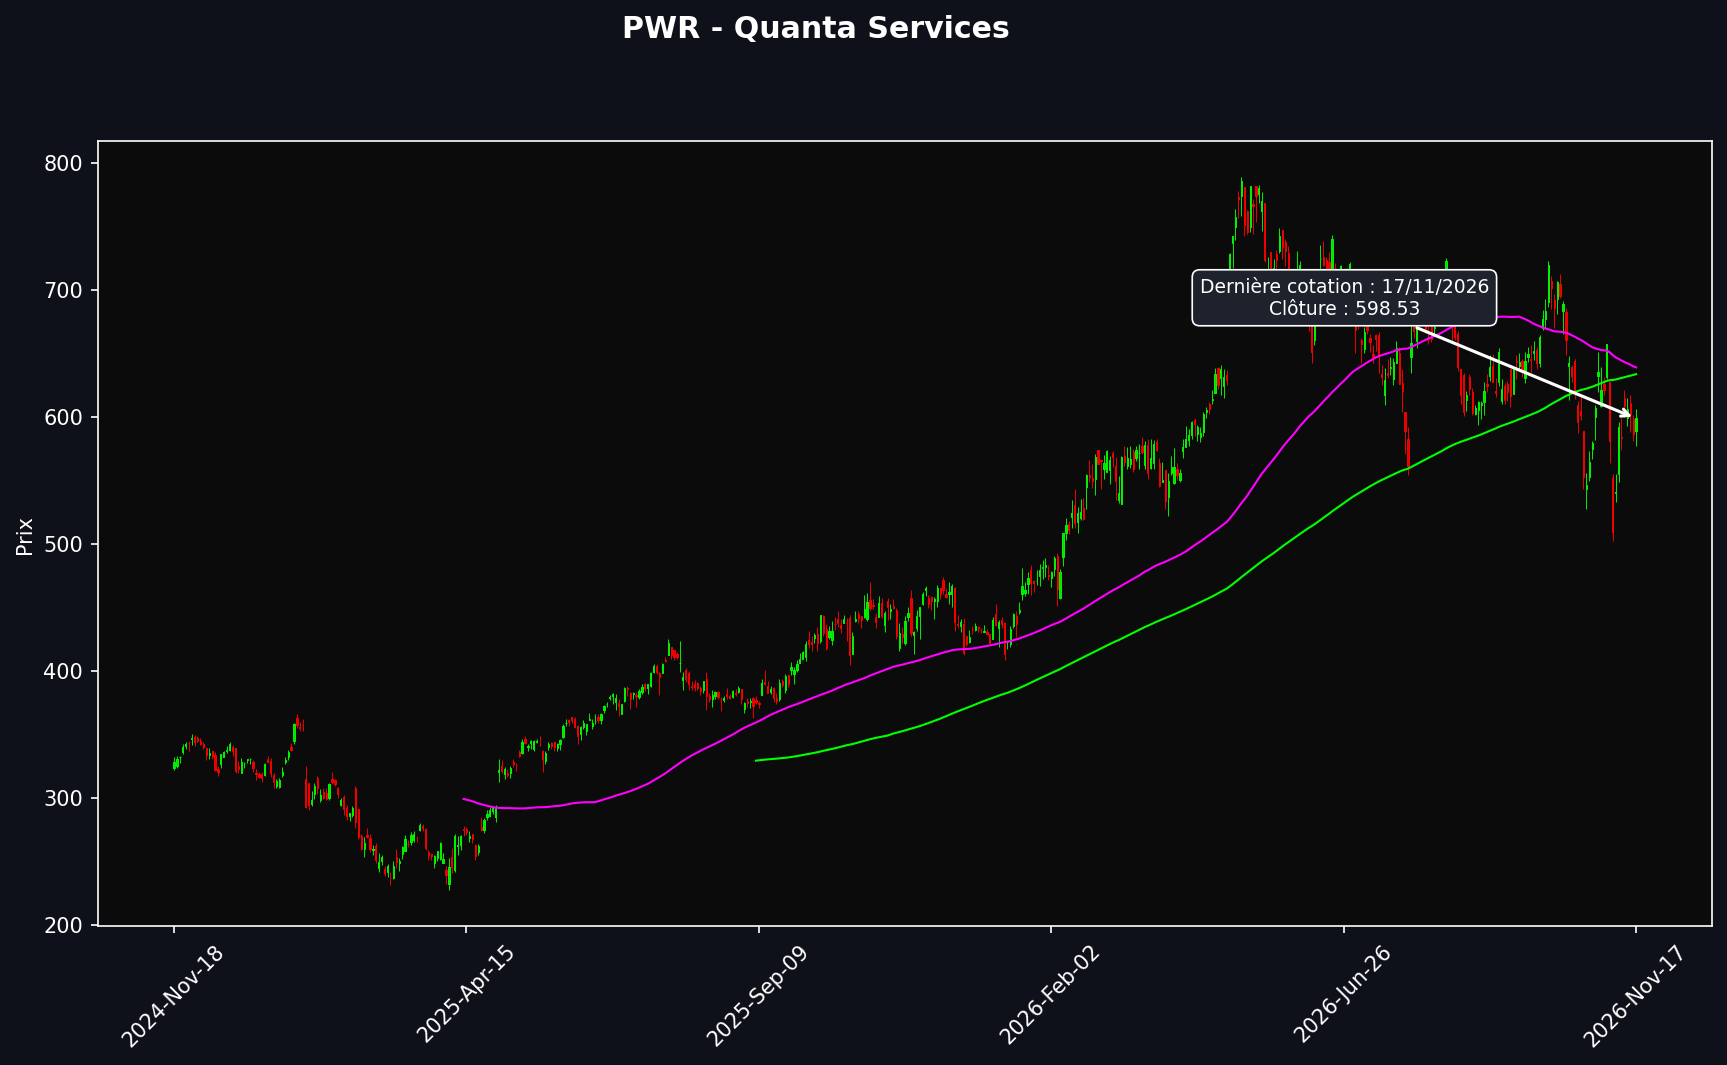 PWR - Quanta Services
Prix
800
700
600
500
400
300
200
Dernière cotation : 17/11/2026
Clôture : 598.53
2024-Nov-18
2025-Apr-15
2025-Sep-09
2026-Feb-02
2026-Jun-26
2026-Nov-17